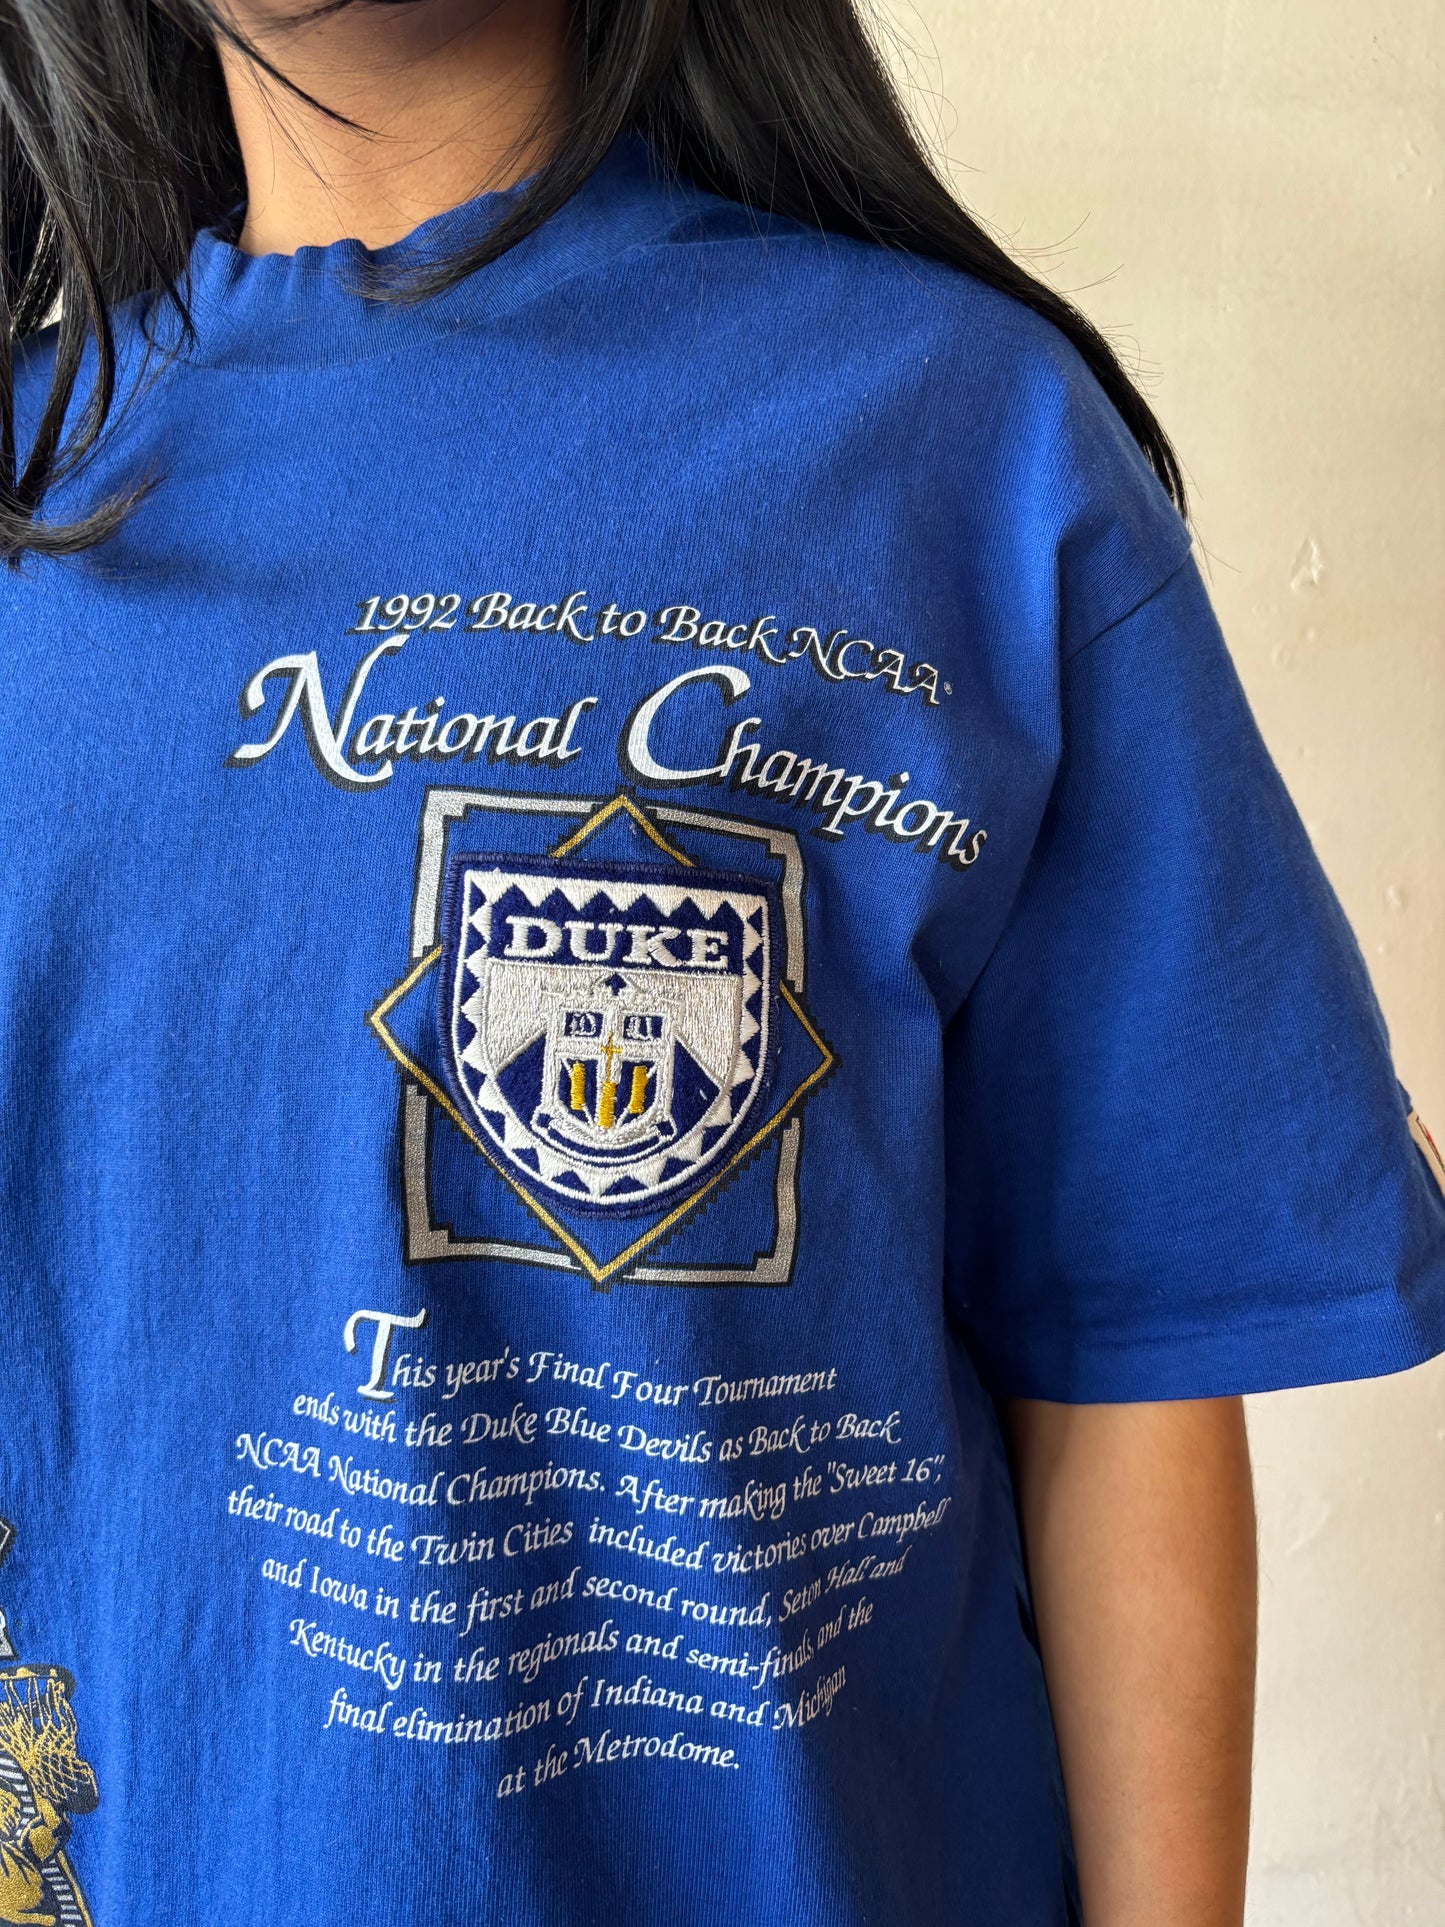 1992 Back to Back NCAA®
National Champions
DUKE
This year's Final Four Tournament
ends with the Duke Blue Devils as Back to Back
NCAA National Champions. After making the "Sweet 16",
their road to the Twin Cities included victories over Campbell
and Iowa in the first and second round, Seton Hall and
Kentucky in the regionals and semi-finals, and the
final elimination of Indiana and Michigan
at the Metrodome.